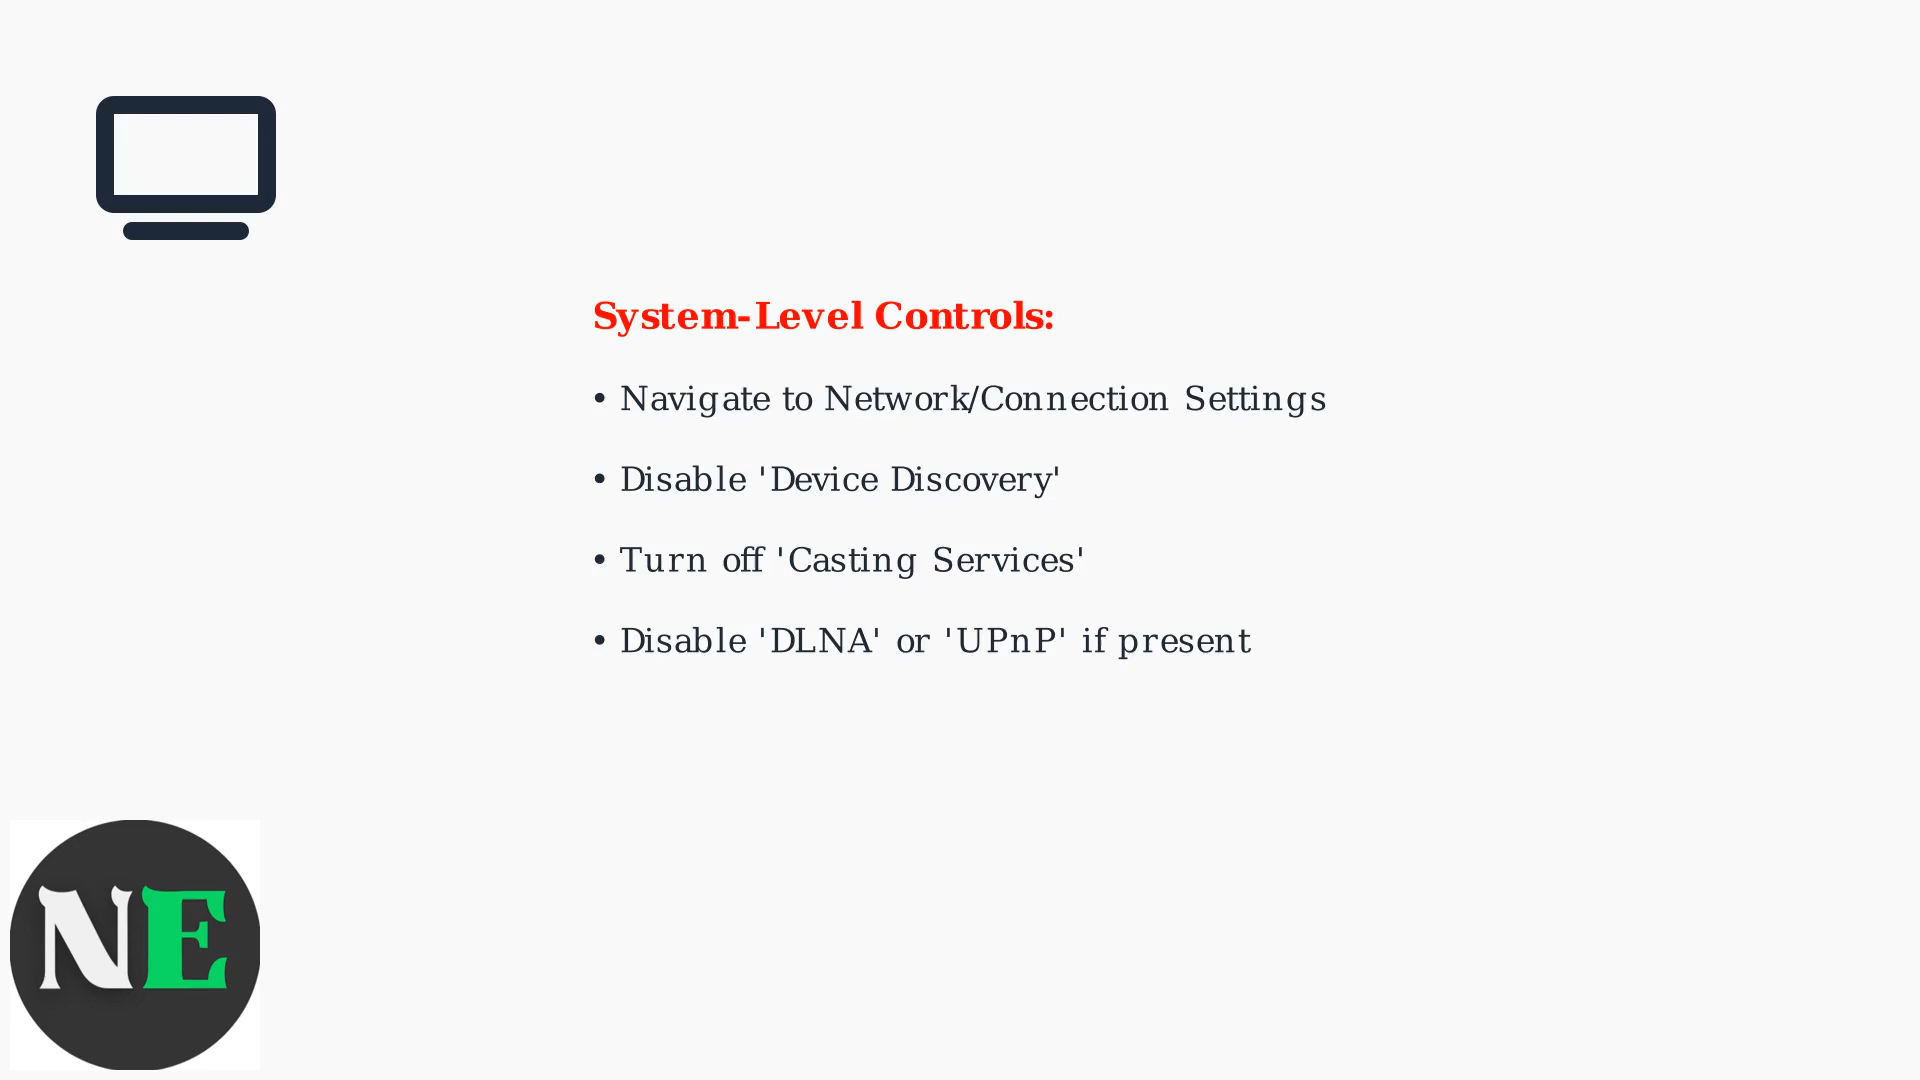 System-Level Controls:
• Navigate to Network/Connection Settings
• Disable 'Device Discovery'
• Turn off 'Casting Services'
• Disable 'DLNA' or 'UPnP' if present
NE